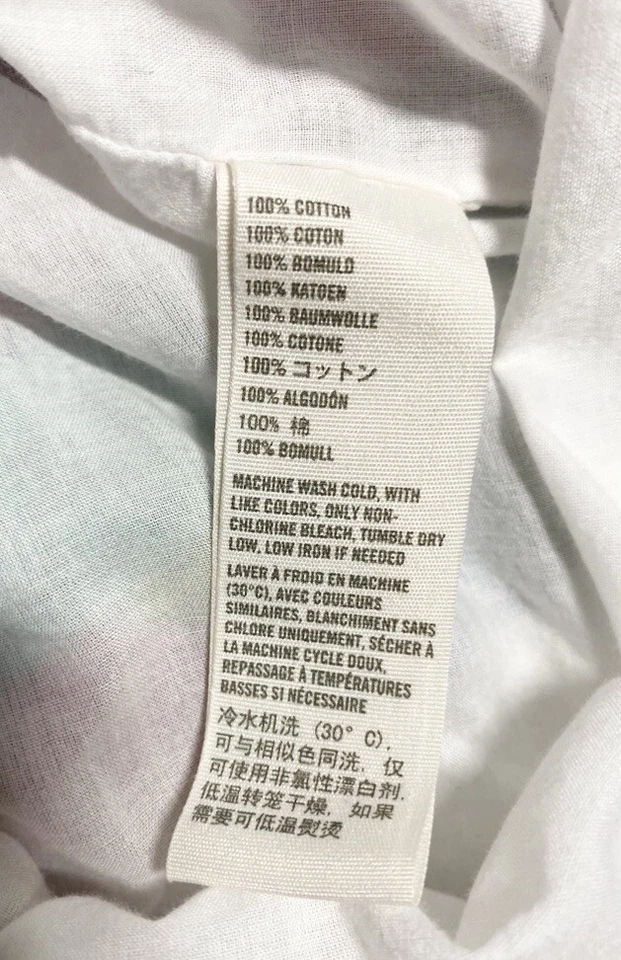 100% COTTON
100% COTON
100% BOMULD
100% KATOEN
100% BAUMWOLLE
100% COTONE
100% コットン
100% ALGODÓN
100% 棉
100% BOMULL
MACHINE WASH COLD, WITH
LIKE COLORS. ONLY NON-
CHLORINE BLEACH, TUMBLE DRY
LOW, LOW IRON IF NEEDED
LAVER À FROID EN MACHINE
(30°C), AVEC COULEURS
SIMILAIRES, BLANCHIMENT SANS
CHLORE UNIQUEMENT, SÉCHER À
LA MACHINE CYCLE DOUX,
REPASSAGE À TEMPÉRATURES
BASSES SI NÉCESSAIRE
冷水机洗 (30° C),
可与相似色同洗. 仅
可使用非氯性漂白剂.
低温转笼干燥. 如果
需要可低温熨烫